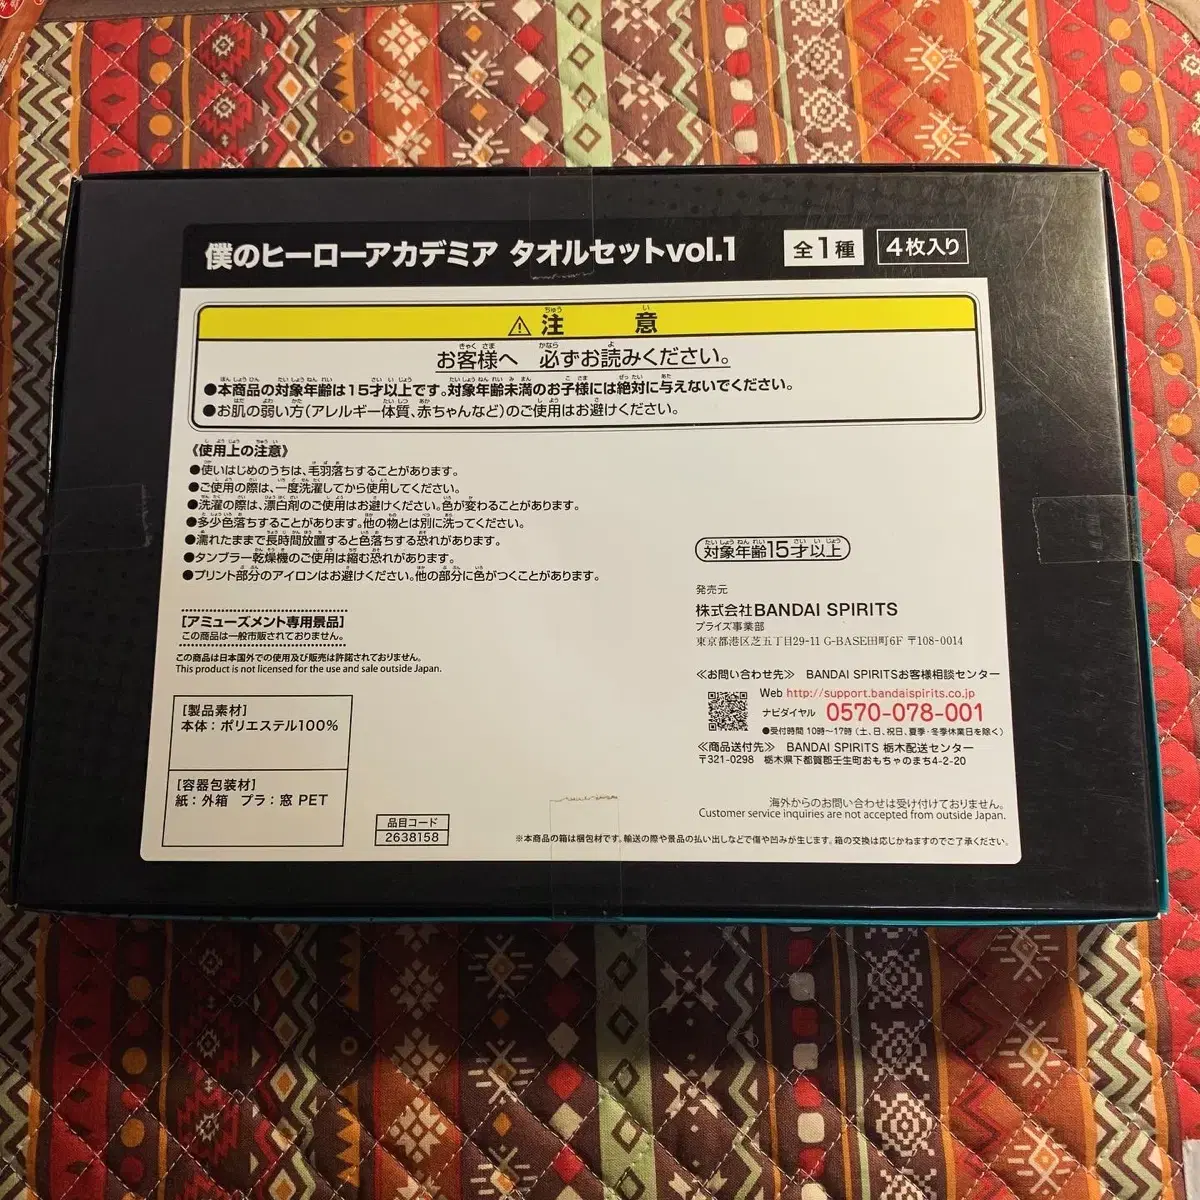 僕のヒーローアカデミア タオルセットvol.1 全1種 4枚入り
⚠注意
お客様へ 必ずお読みください。
●本商品の対象年齢は15才以上です。対象年齢未満のお子様には絶対に与えないでください。
●お肌の弱い方(アレルギー体質、赤ちゃんなど)のご使用はお避けください。
《使用上の注意》
●使いはじめのうちは、毛羽落ちすることがあります。
●ご使用の際は、一度洗濯してから使用してください。
●洗濯の際は、漂白剤のご使用はお避けください。色が変わることがあります。
●多少色落ちすることがあります。他の物とは別に洗ってください。
●濡れたままで長時間放置すると色落ちする恐れがあります。
●タンブラー乾燥機のご使用は縮む恐れがあります。
●プリント部分のアイロンはお避けください。他の部分に色がつくことがあります。
[アミューズメント専用景品]
この商品は一般市販されておりません。
この商品は日本国外での使用及び販売は許諾されておりません。
This product is not licensed for the use and sale outside Japan.
[製品素材]
本体:ポリエステル100%
[容器包装材]
紙:外箱 プラ:窓 PET
品目コード
2638158
対象年齢15才以上
発売元
株式会社BANDAI SPIRITS
プライズ事業部
東京都港区芝五丁目29-11 G-BASE田町6F 〒108-0014
≪お問い合わせ先≫ BANDAI SPIRITSお客様相談センター
Web http://support.bandaispirits.co.jp
ナビダイヤル 0570-078-001
●受付時間 10時〜17時(土、日、祝日、夏季・冬季休業日を除く)
≪商品送付先≫ BANDAI SPIRITS 栃木配送センター
〒321-0298 栃木県下都賀郡壬生町おもちゃのまち4-2-20
海外からのお問い合わせは受け付けておりません。
Customer service inquiries are not accepted from outside Japan.
※本商品の箱は梱包材です。輸送の際や景品の払い出しなどで傷や凹みが生じます。箱の交換は応じかねますのでご了承ください。